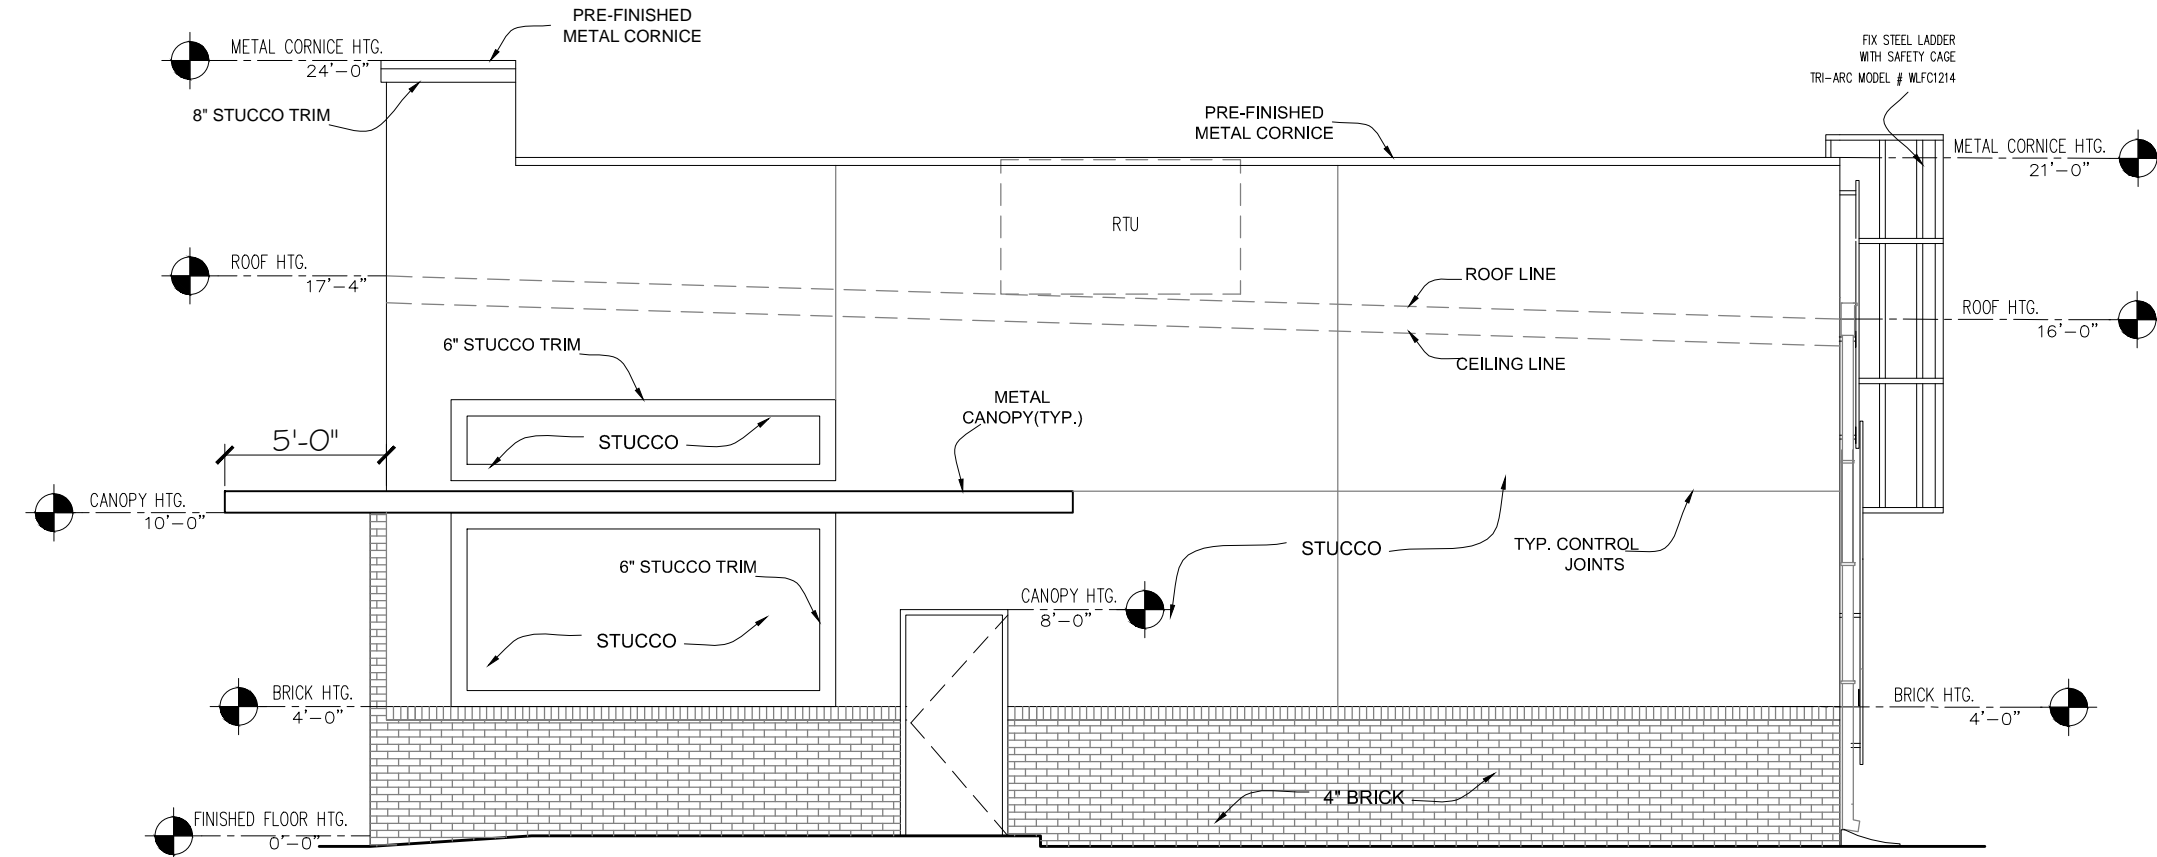 PRE-FINISHED
METAL CORNICE
METAL CORNICE HTG.
24'-0"
8" STUCCO TRIM
FIX STEEL LADDER
WITH SAFETY CAGE
TRI-ARC MODEL # WLFC1214
PRE-FINISHED
METAL CORNICE
METAL CORNICE HTG.
21'-0"
RTU
ROOF HTG.
17'-4"
ROOF LINE
ROOF HTG.
16'-0"
6" STUCCO TRIM
CEILING LINE
METAL
CANOPY(TYP.)
5'-0"
STUCCO
CANOPY HTG.
10'-0"
STUCCO
TYP. CONTROL
JOINTS
6" STUCCO TRIM
CANOPY HTG.
8'-0"
STUCCO
BRICK HTG.
4'-0"
BRICK HTG.
4'-0"
4" BRICK
FINISHED FLOOR HTG.
0'-0"